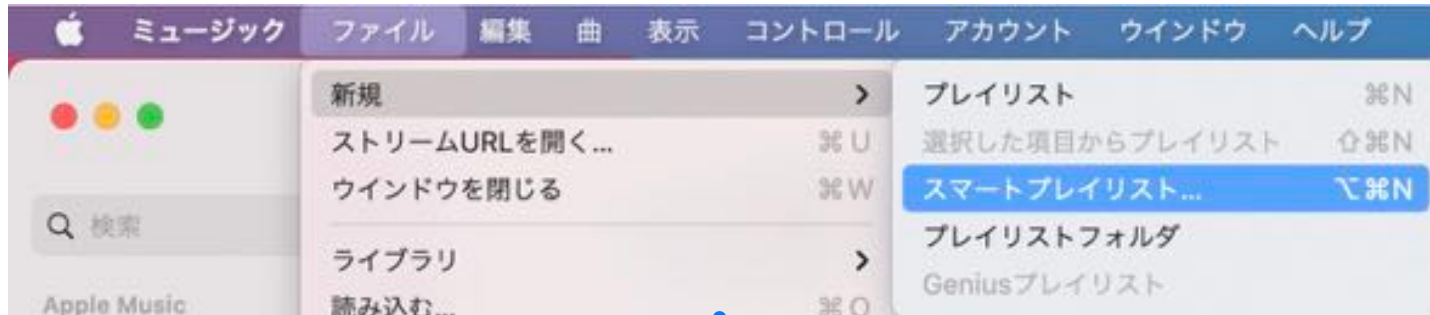 ミュージック ファイル 編集 曲 表示 コントロール アカウント ウインドウ ヘルプ
新規
ストリームURLを開く... ⌘U
ウインドウを閉じる ⌘W
ライブラリ
読み込む... ⌘O
プレイリスト ⌘N
選択した項目からプレイリスト ⇧⌘N
スマートプレイリスト... ⌥⌘N
プレイリストフォルダ
Geniusプレイリスト
検索
Apple Music